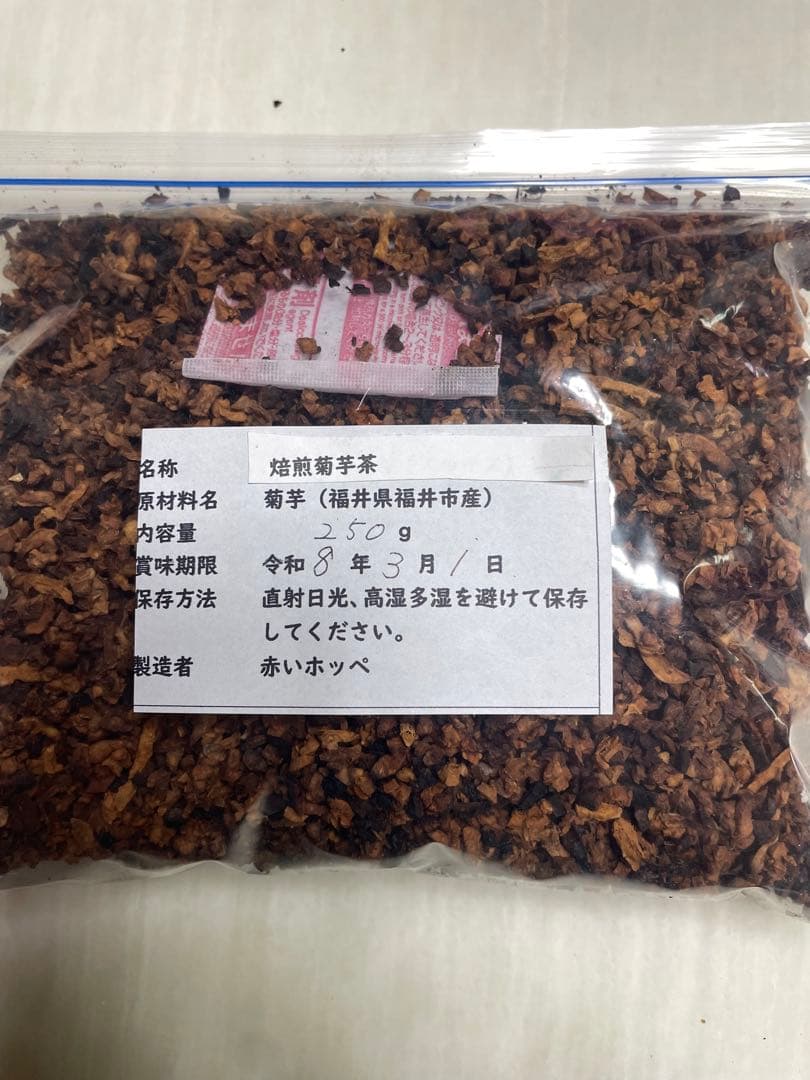 名称 焙煎菊芋茶
原材料名 菊芋（福井県福井市産）
内容量 250 g
賞味期限 令和 8 年 3 月 1 日
保存方法 直射日光、高湿多湿を避けて保存
してください。
製造者 赤いホッペ